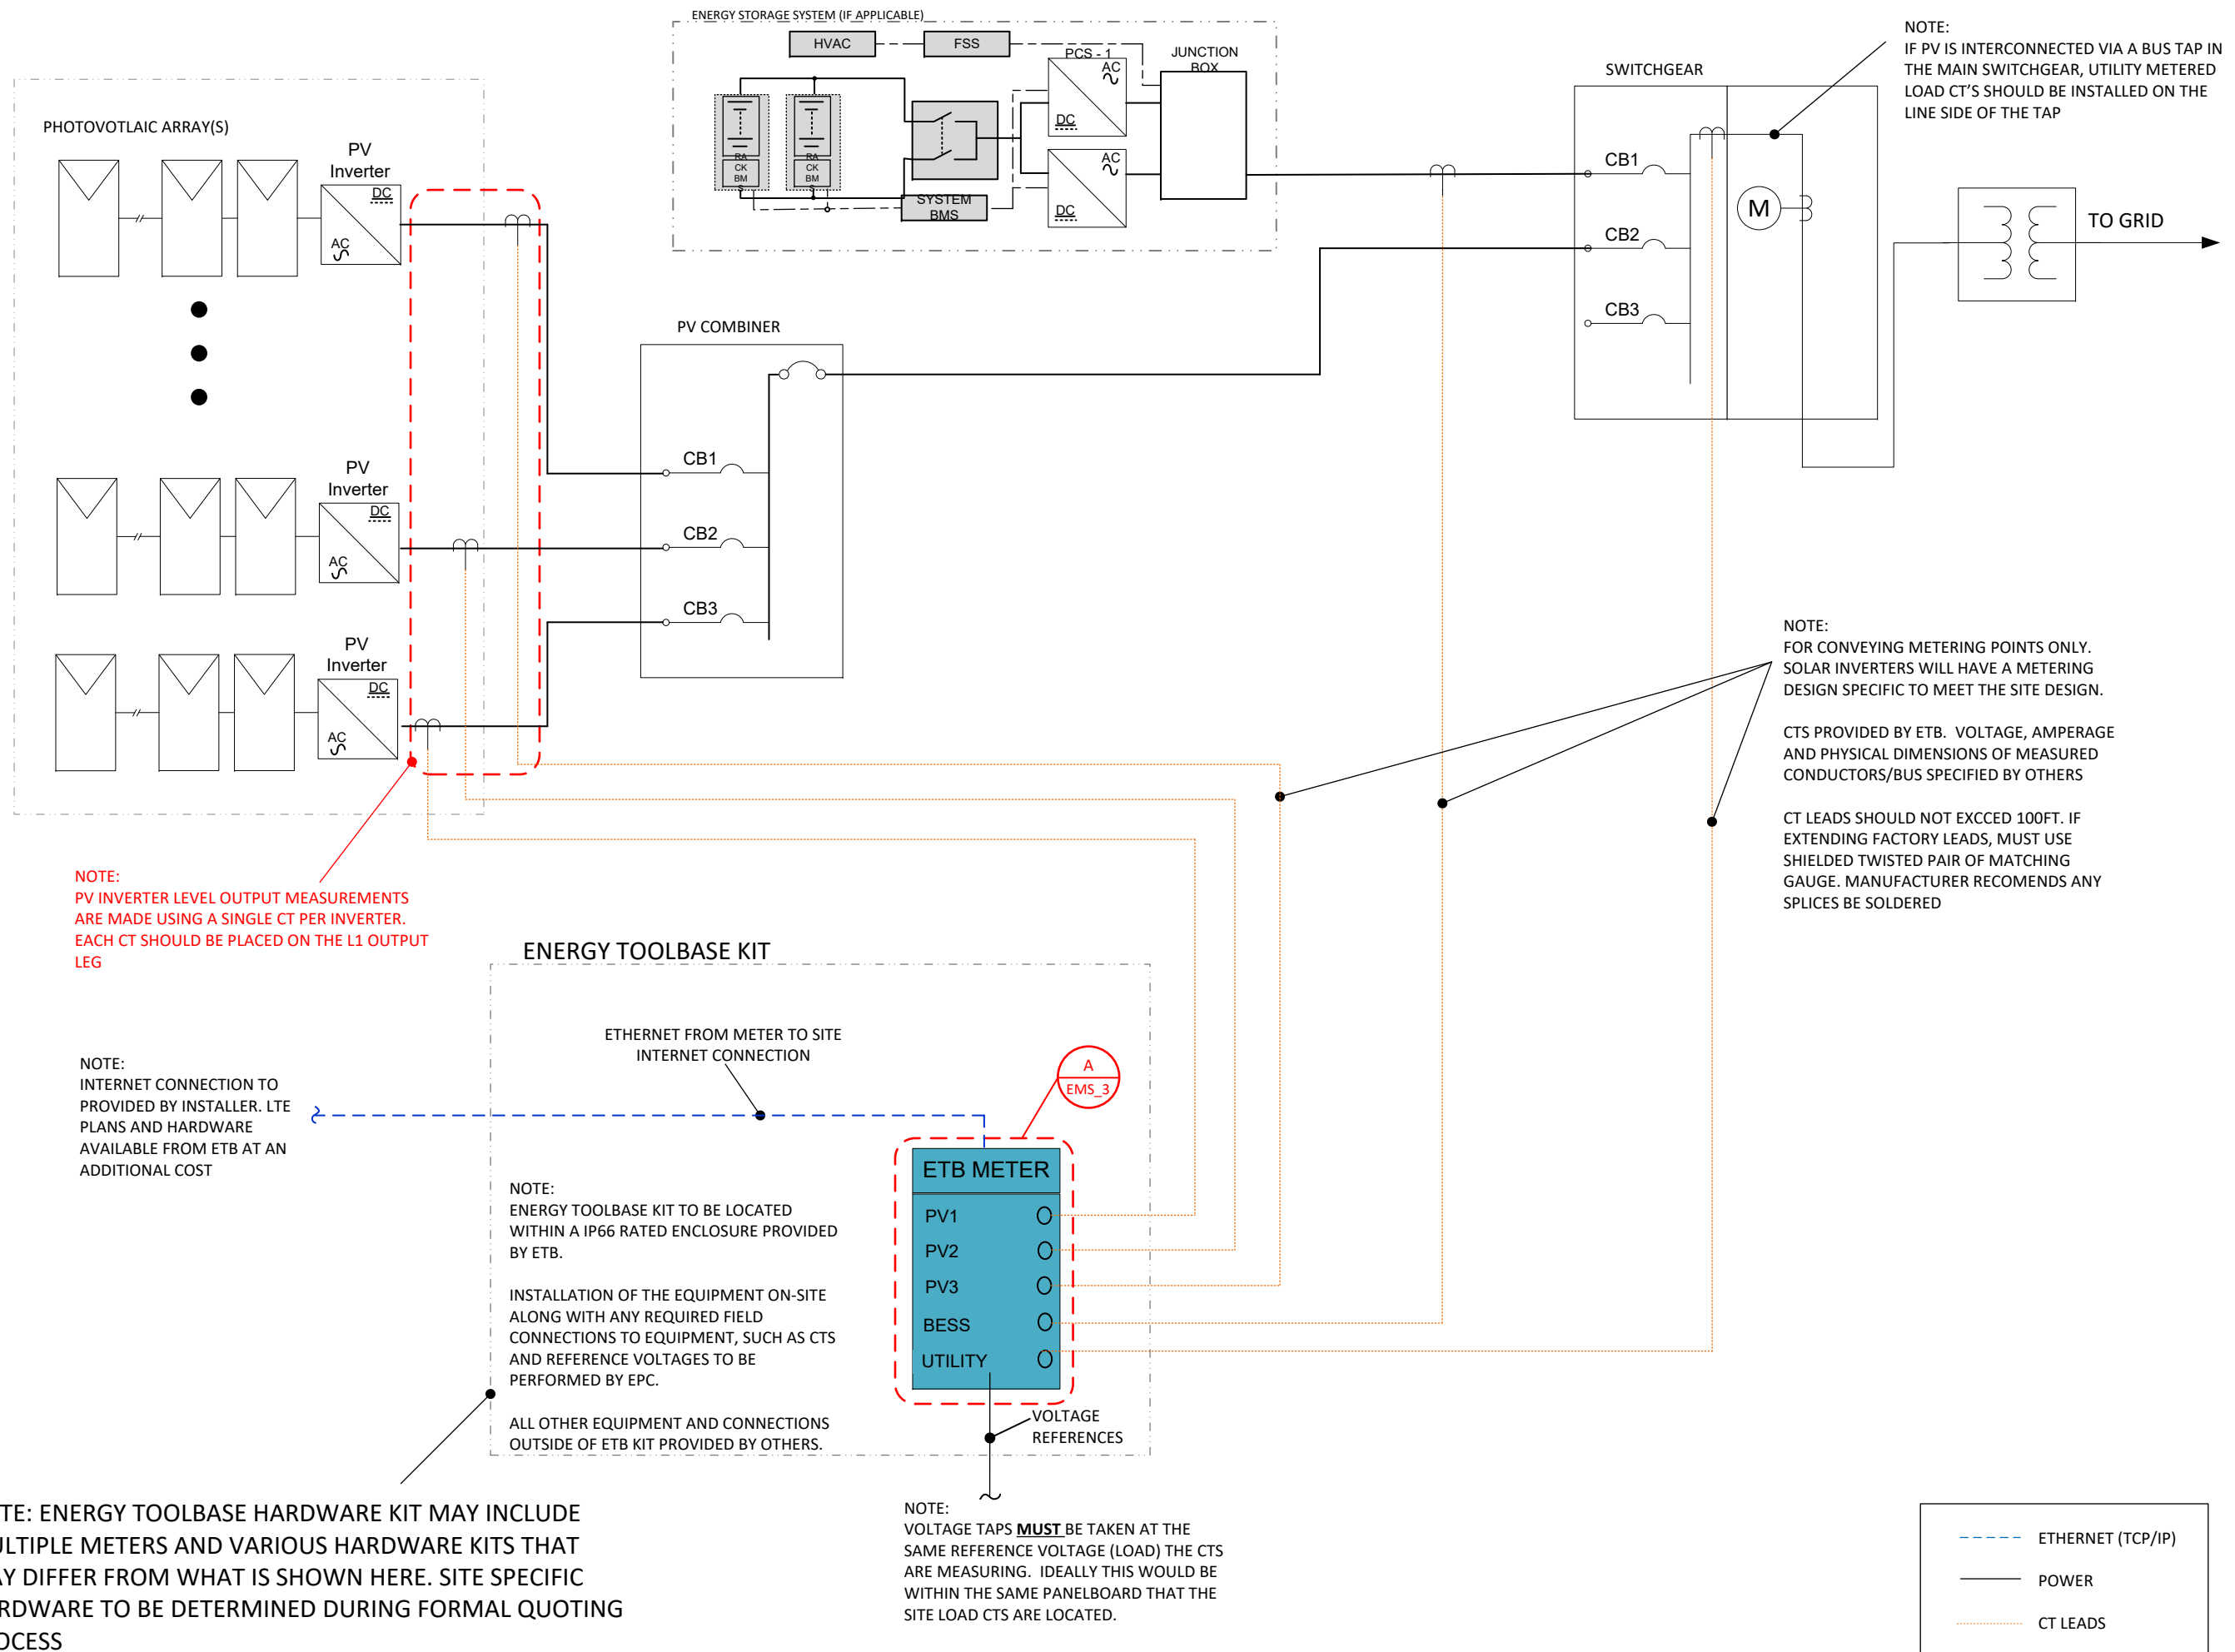 ENERGY STORAGE SYSTEM (IF APPLICABLE)
HVAC
FSS
PCS - 1
JUNCTION
BOX
AC
DC
AC
DC
RA
CK
BM
S
RA
CK
BM
S
SYSTEM
BMS
NOTE:
IF PV IS INTERCONNECTED VIA A BUS TAP IN
THE MAIN SWITCHGEAR, UTILITY METERED
LOAD CT'S SHOULD BE INSTALLED ON THE
LINE SIDE OF THE TAP
SWITCHGEAR
CB1
CB2
CB3
M
TO GRID
PHOTOVOTLAIC ARRAY(S)
PV
Inverter
DC
AC
PV
Inverter
DC
AC
PV
Inverter
DC
AC
PV COMBINER
CB1
CB2
CB3
NOTE:
FOR CONVEYING METERING POINTS ONLY.
SOLAR INVERTERS WILL HAVE A METERING
DESIGN SPECIFIC TO MEET THE SITE DESIGN.
CTS PROVIDED BY ETB.  VOLTAGE, AMPERAGE
AND PHYSICAL DIMENSIONS OF MEASURED
CONDUCTORS/BUS SPECIFIED BY OTHERS
CT LEADS SHOULD NOT EXCCED 100FT. IF
EXTENDING FACTORY LEADS, MUST USE
SHIELDED TWISTED PAIR OF MATCHING
GAUGE. MANUFACTURER RECOMENDS ANY
SPLICES BE SOLDERED
NOTE:
PV INVERTER LEVEL OUTPUT MEASUREMENTS
ARE MADE USING A SINGLE CT PER INVERTER.
EACH CT SHOULD BE PLACED ON THE L1 OUTPUT
LEG
ENERGY TOOLBASE KIT
ETHERNET FROM METER TO SITE
INTERNET CONNECTION
A
EMS_3
NOTE:
INTERNET CONNECTION TO
PROVIDED BY INSTALLER. LTE
PLANS AND HARDWARE
AVAILABLE FROM ETB AT AN
ADDITIONAL COST
NOTE:
ENERGY TOOLBASE KIT TO BE LOCATED
WITHIN A IP66 RATED ENCLOSURE PROVIDED
BY ETB.
INSTALLATION OF THE EQUIPMENT ON-SITE
ALONG WITH ANY REQUIRED FIELD
CONNECTIONS TO EQUIPMENT, SUCH AS CTS
AND REFERENCE VOLTAGES TO BE
PERFORMED BY EPC.
ALL OTHER EQUIPMENT AND CONNECTIONS
OUTSIDE OF ETB KIT PROVIDED BY OTHERS.
ETB METER
PV1
PV2
PV3
BESS
UTILITY
VOLTAGE
REFERENCES
NOTE:
VOLTAGE TAPS MUST BE TAKEN AT THE
SAME REFERENCE VOLTAGE (LOAD) THE CTS
ARE MEASURING.  IDEALLY THIS WOULD BE
WITHIN THE SAME PANELBOARD THAT THE
SITE LOAD CTS ARE LOCATED.
TE: ENERGY TOOLBASE HARDWARE KIT MAY INCLUDE
ULTIPLE METERS AND VARIOUS HARDWARE KITS THAT
AY DIFFER FROM WHAT IS SHOWN HERE. SITE SPECIFIC
ARDWARE TO BE DETERMINED DURING FORMAL QUOTING
OCESS
ETHERNET (TCP/IP)
POWER
CT LEADS